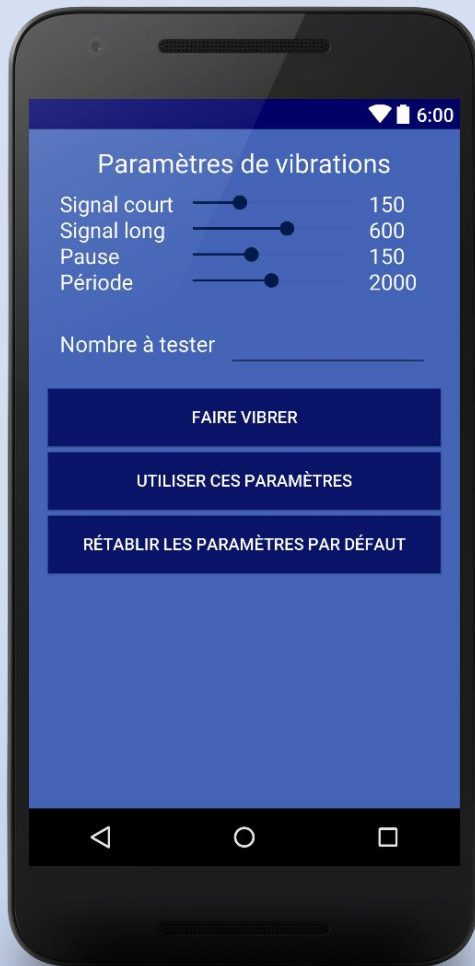 6:00
Paramètres de vibrations
Signal court 150
Signal long 600
Pause 150
Période 2000
Nombre à tester
FAIRE VIBRER
UTILISER CES PARAMÈTRES
RÉTABLIR LES PARAMÈTRES PAR DÉFAUT